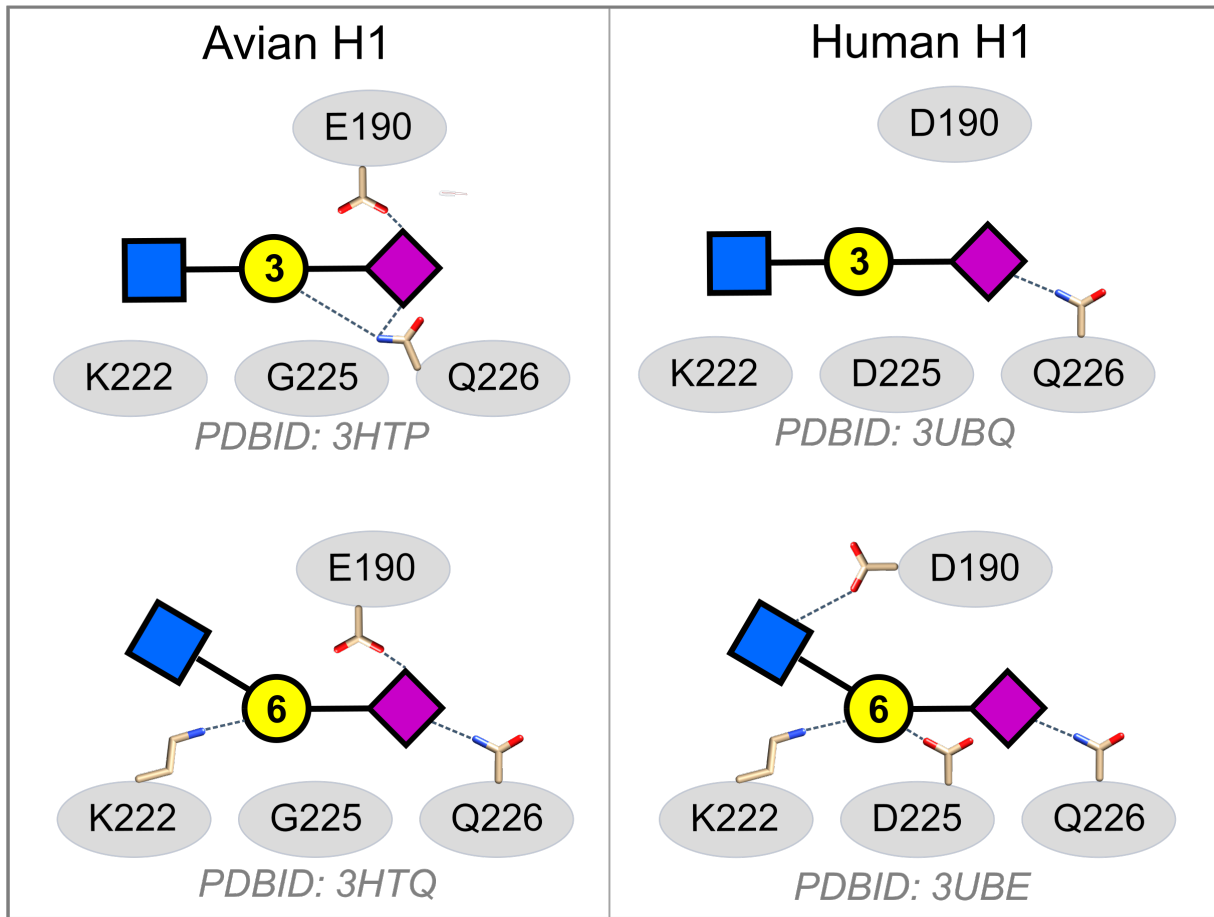 Avian H1
E190
3
K222 G225 Q226
PDBID: 3HTP
E190
6
K222 G225 Q226
PDBID: 3HTQ
Human H1
D190
3
K222 D225 Q226
PDBID: 3UBQ
D190
6
K222 D225 Q226
PDBID: 3UBE